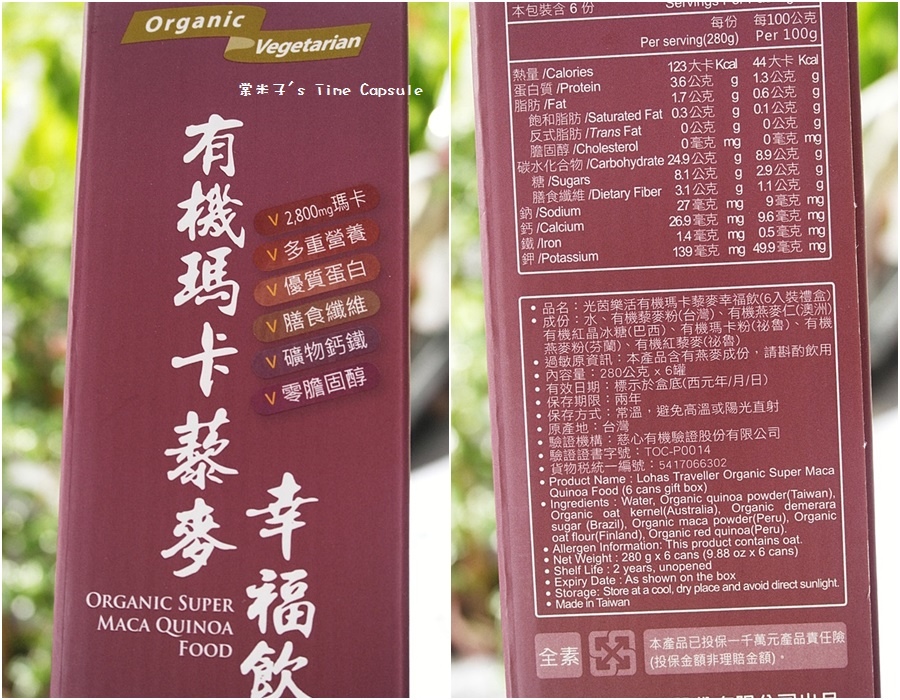 Organic
Vegetarian
棠米子's Time Capsule
有機瑪卡藜麥
幸福飲
v 2,800mg瑪卡
v 多重營養
v 優質蛋白
v 膳食纖維
v 礦物鈣鐵
v 零膽固醇
ORGANIC SUPER
MACA QUINOA
FOOD
本包裝含 6 份
每份 每100公克
Per serving(280g) Per 100g
熱量/Calories 123大卡Kcal 44大卡 Kcal
蛋白質/Protein 3.6公克 g 1.3公克 g
脂肪/Fat 1.7公克 g 0.6公克 g
飽和脂肪/Saturated Fat 0.3公克 g 0.1公克 g
反式脂肪/Trans Fat 0公克 g 0公克 g
膽固醇/Cholesterol 0毫克 mg 0毫克 mg
碳水化合物/Carbohydrate 24.9公克 g 8.9公克 g
糖/Sugars 8.1公克 g 2.9公克 g
膳食纖維/Dietary Fiber 3.1公克 g 1.1公克 g
鈉/Sodium 27毫克 mg 9毫克 mg
鈣/Calcium 26.9毫克 mg 9.6毫克 mg
鐵/Iron 1.4毫克 mg 0.5毫克 mg
鉀/Potassium 139毫克 mg 49.9毫克 mg
• 品名：光茵樂活有機瑪卡藜麥幸福飲(6入裝禮盒)
• 成份：水、有機藜麥粉(台灣)、有機燕麥仁(澳洲)
有機紅晶冰糖(巴西)、有機瑪卡粉(祕魯)、有機
燕麥粉(芬蘭)、有機紅藜麥(祕魯)
• 過敏原資訊：本產品含有燕麥成份，請斟酌飲用
• 內容量：280公克 x 6罐
• 有效日期：標示於盒底(西元年/月/日)
• 保存期限：兩年
• 保存方式：常溫，避免高溫或陽光直射
• 原產地：台灣
• 驗證機構：慈心有機驗證股份有限公司
• 驗證證書字號：TOC-P0014
• 貨物稅統一編號：5417066302
• Product Name : Lohas Traveller Organic Super Maca
Quinoa Food (6 cans gift box)
• Ingredients : Water, Organic quinoa powder(Taiwan),
Organic oat kernel(Australia), Organic demerara
sugar (Brazil), Organic maca powder(Peru), Organic
oat flour(Finland), Organic red quinoa(Peru).
• Allergen Information: This product contains oat.
• Net Weight : 280 g x 6 cans (9.88 oz x 6 cans)
• Shelf Life : 2 years, unopened
• Expiry Date : As shown on the box
• Storage: Store at a cool, dry place and avoid direct sunlight.
• Made in Taiwan
全素
本產品已投保一千萬元產品責任險
(投保金額非理賠金額)。